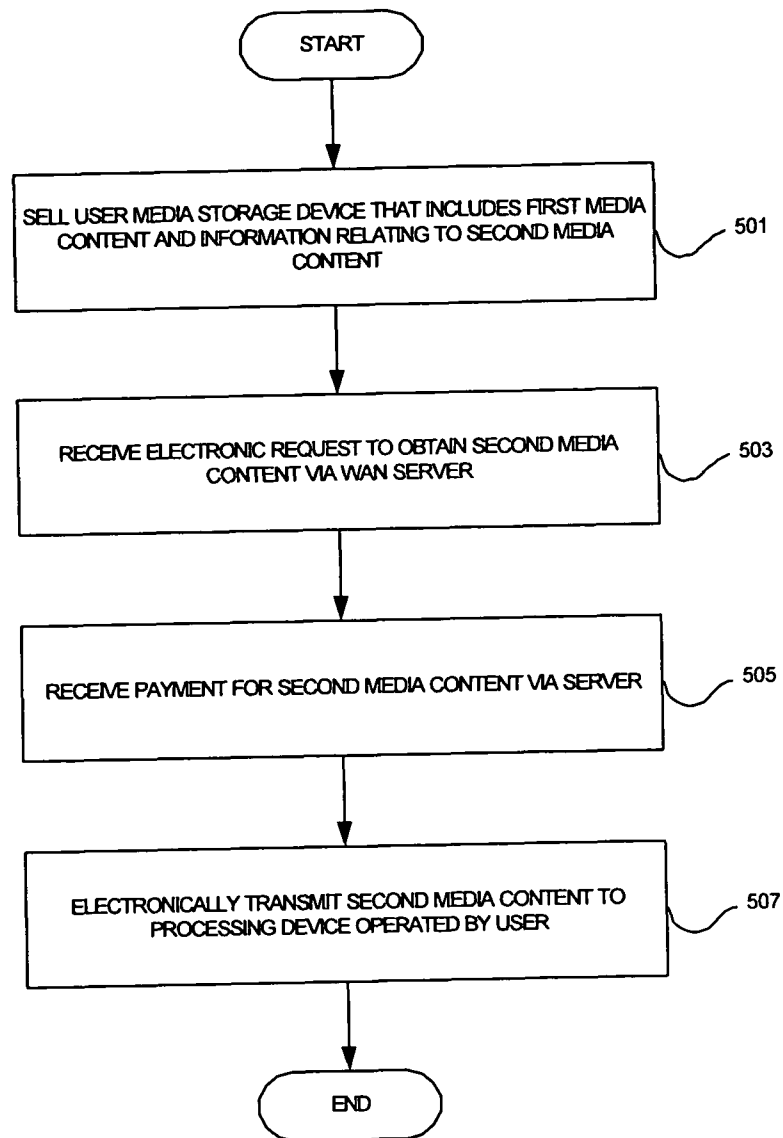 START
SELL USER MEDIA STORAGE DEVICE THAT INCLUDES FIRST MEDIA
CONTENT AND INFORMATION RELATING TO SECOND MEDIA
CONTENT
501
RECEIVE ELECTRONIC REQUEST TO OBTAIN SECOND MEDIA
CONTENT VIA WAN SERVER
503
RECEIVE PAYMENT FOR SECOND MEDIA CONTENT VIA SERVER
505
ELECTRONICALLY TRANSMIT SECOND MEDIA CONTENT TO
PROCESSING DEVICE OPERATED BY USER
507
END